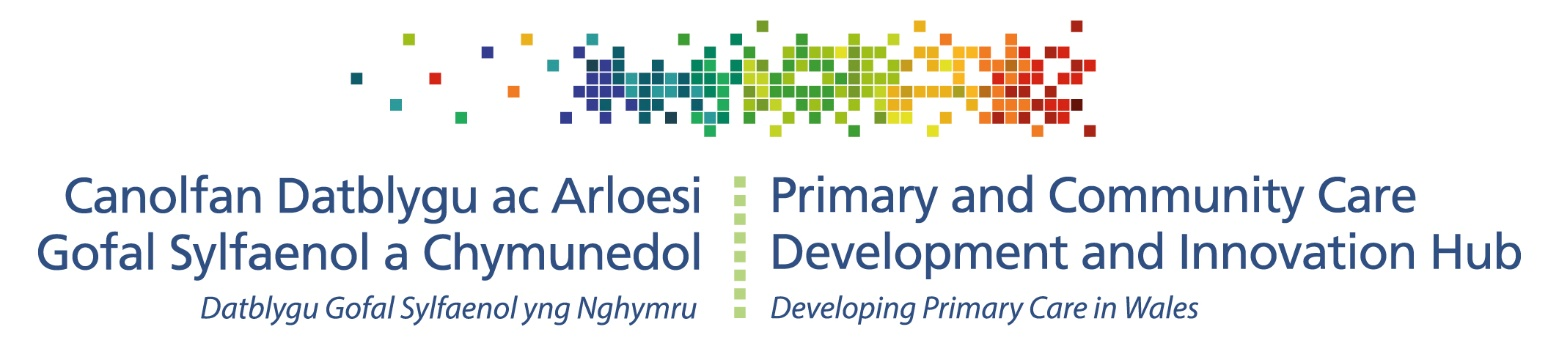 Canolfan Datblygu ac Arloesi
Gofal Sylfaenol a Chymunedol
Datblygu Gofal Sylfaenol yng Nghymru
Primary and Community Care
Development and Innovation Hub
Developing Primary Care in Wales